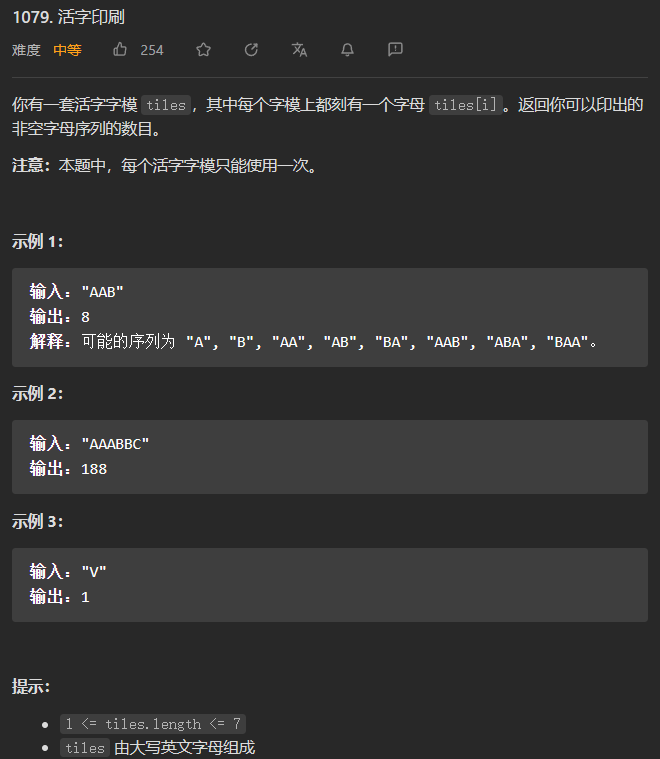 1079. 活字印刷
难度 中等 254
你有一套活字字模 tiles，其中每个字模上都刻有一个字母 tiles[i]。返回你可以印出的
非空字母序列的数目。
注意：本题中，每个活字字模只能使用一次。
示例 1：
输入："AAB"
输出：8
解释：可能的序列为 "A", "B", "AA", "AB", "BA", "AAB", "ABA", "BAA"。
示例 2：
输入："AAABBC"
输出：188
示例 3：
输入："V"
输出：1
提示：
1 <= tiles.length <= 7
tiles 由大写英文字母组成